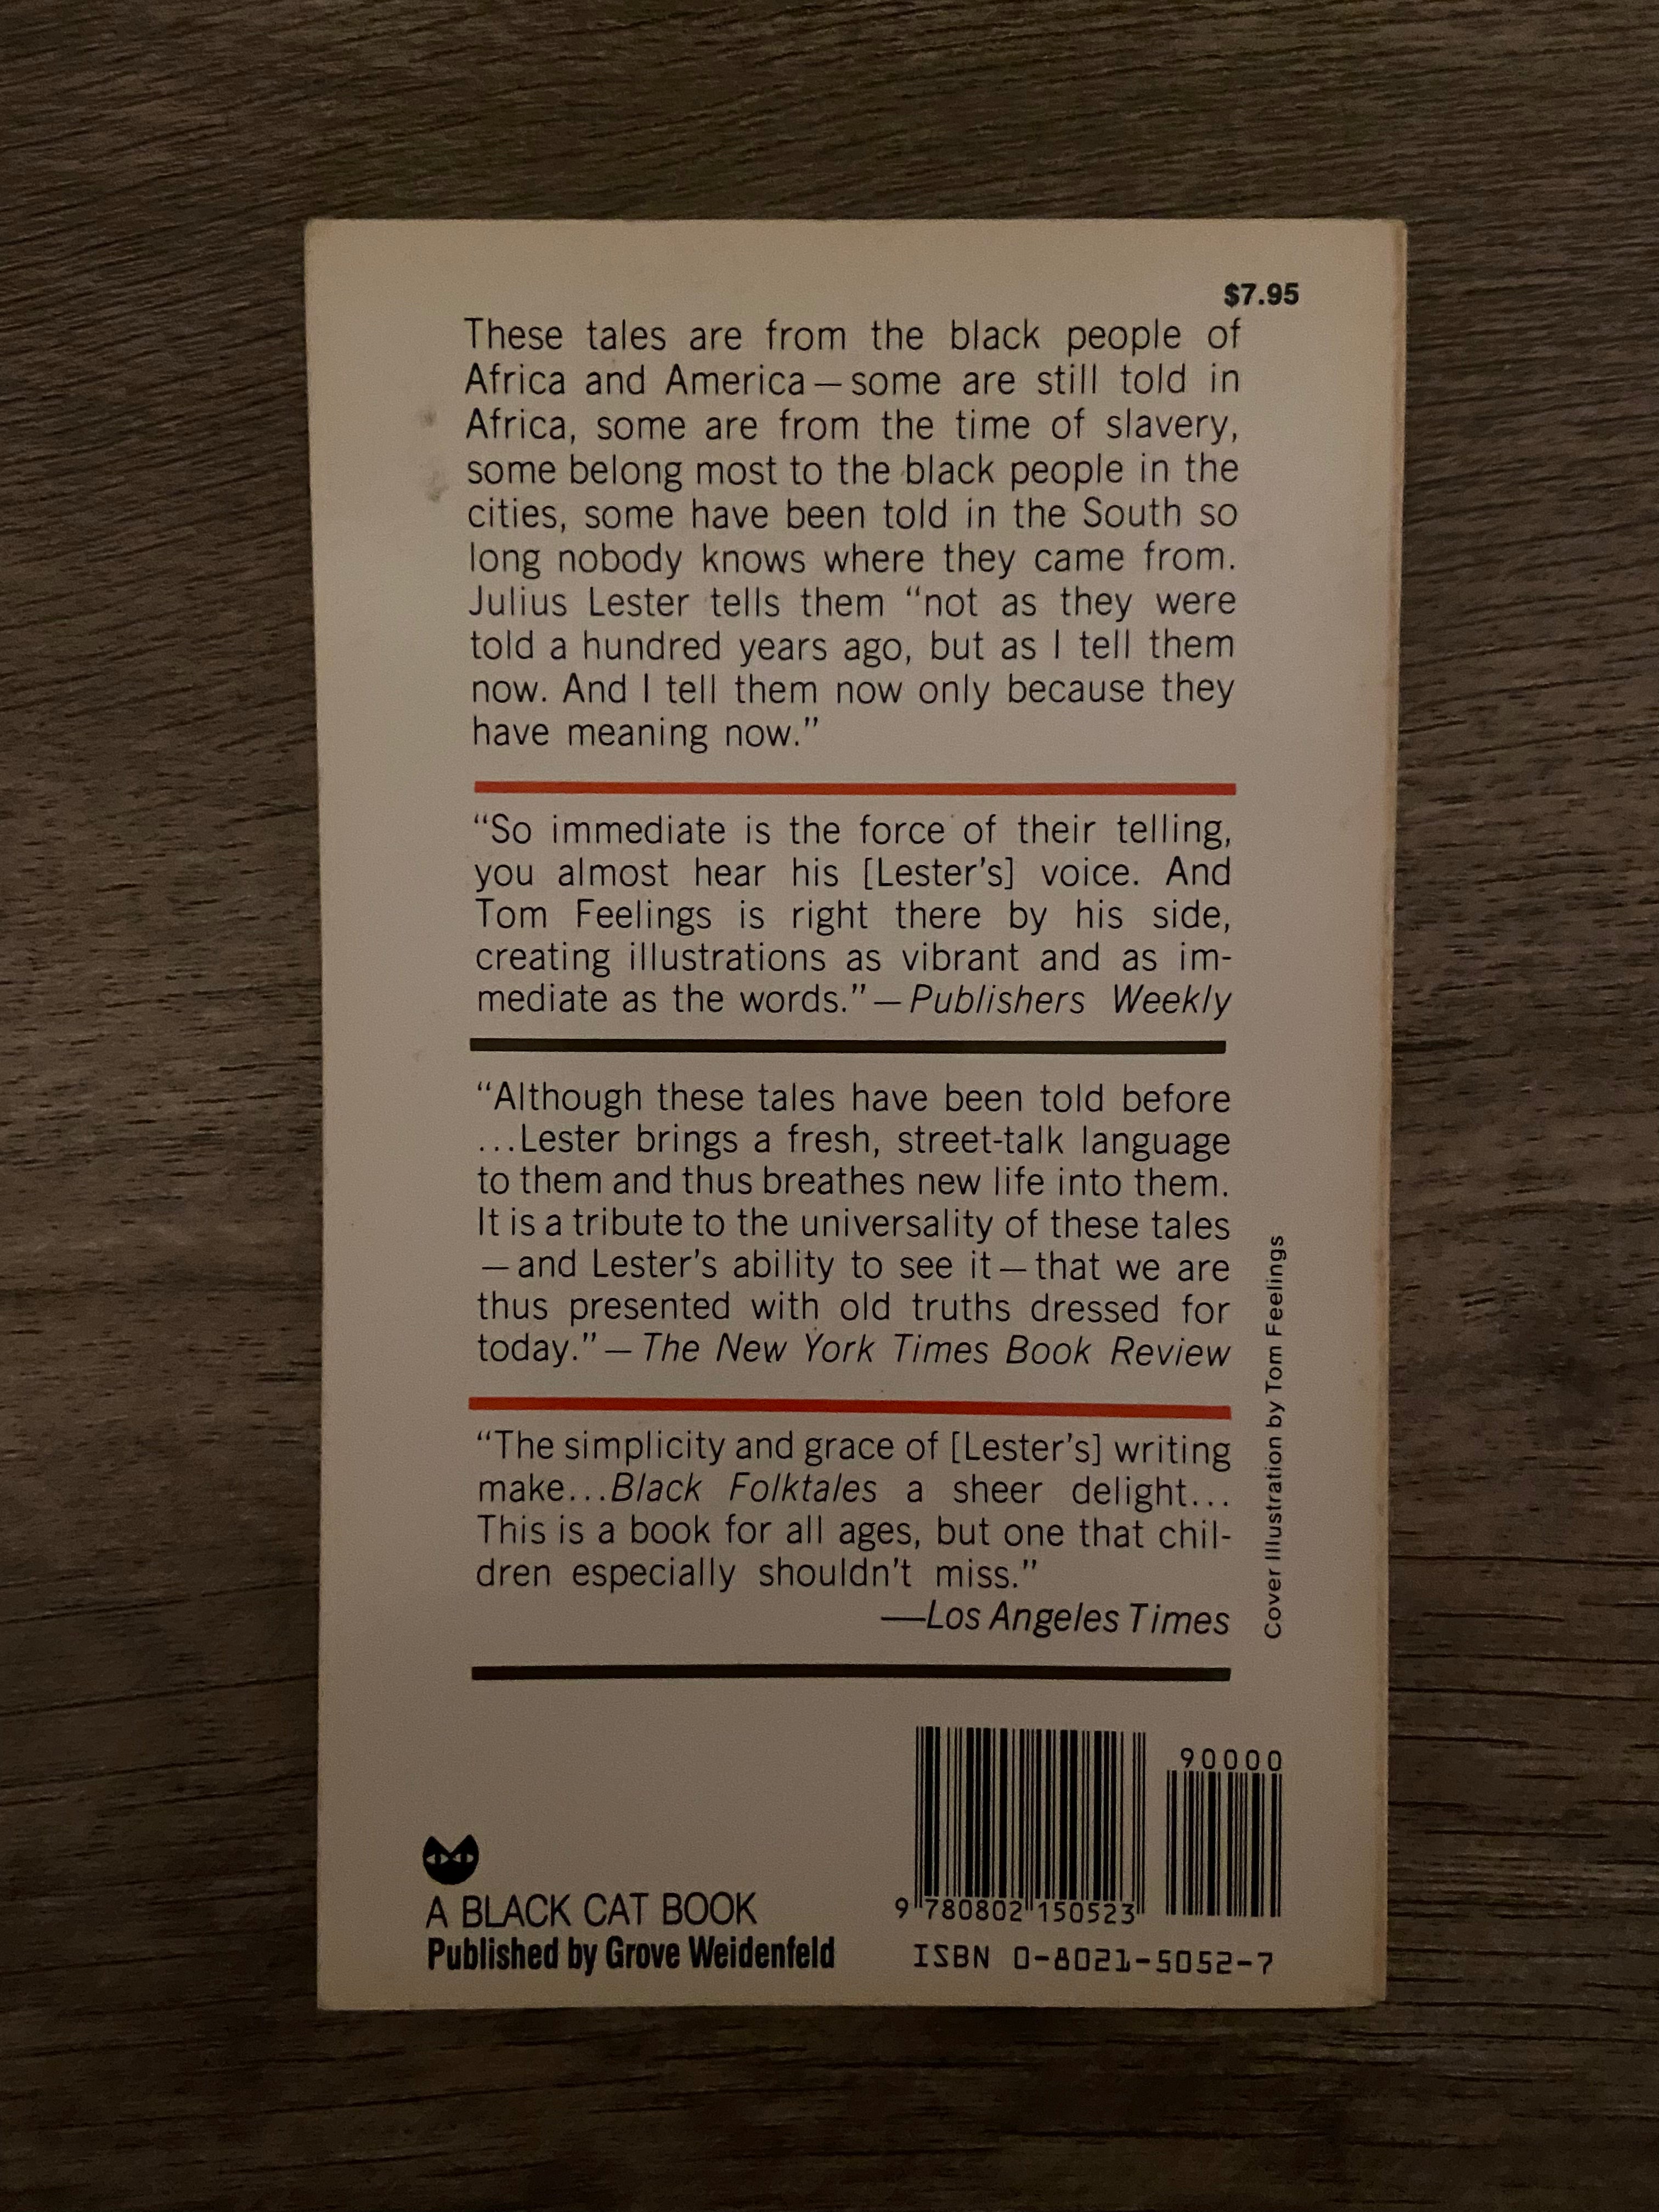 $7.95
These tales are from the black people of
Africa and America—some are still told in
Africa, some are from the time of slavery,
some belong most to the black people in the
cities, some have been told in the South so
long nobody knows where they came from.
Julius Lester tells them “not as they were
told a hundred years ago, but as I tell them
now. And I tell them now only because they
have meaning now.”
“So immediate is the force of their telling,
you almost hear his [Lester’s] voice. And
Tom Feelings is right there by his side,
creating illustrations as vibrant and as im-
mediate as the words.”—Publishers Weekly
“Although these tales have been told before
...Lester brings a fresh, street-talk language
to them and thus breathes new life into them.
It is a tribute to the universality of these tales
—and Lester’s ability to see it—that we are
thus presented with old truths dressed for
today.”—The New York Times Book Review
“The simplicity and grace of [Lester’s] writing
make...Black Folktales a sheer delight...
This is a book for all ages, but one that chil-
dren especially shouldn’t miss.”
—Los Angeles Times
Cover Illustration by Tom Feelings
A BLACK CAT BOOK
Published by Grove Weidenfeld
90000
9 780802 150523
ISBN 0-8021-5052-7